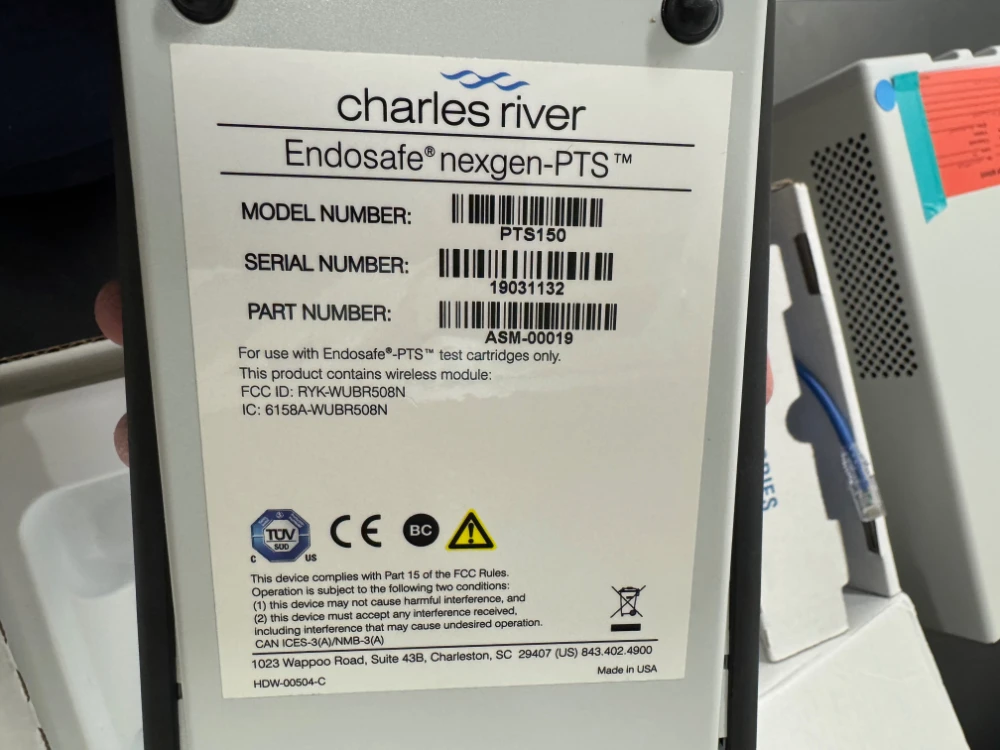 charles river
Endosafe® nexgen-PTS™
MODEL NUMBER:
PTS150
SERIAL NUMBER:
19031132
PART NUMBER:
ASM-00019
For use with Endosafe®-PTS™ test cartridges only.
This product contains wireless module:
FCC ID: RYK-WUBR508N
IC: 6158A-WUBR508N
TÜV
SÜD
C US
CE
BC
This device complies with Part 15 of the FCC Rules.
Operation is subject to the following two conditions:
(1) this device may not cause harmful interference, and
(2) this device must accept any interference received,
including interference that may cause undesired operation.
CAN ICES-3(A)/NMB-3(A)
1023 Wappoo Road, Suite 43B, Charleston, SC 29407 (US) 843.402.4900
HDW-00504-C
Made in USA